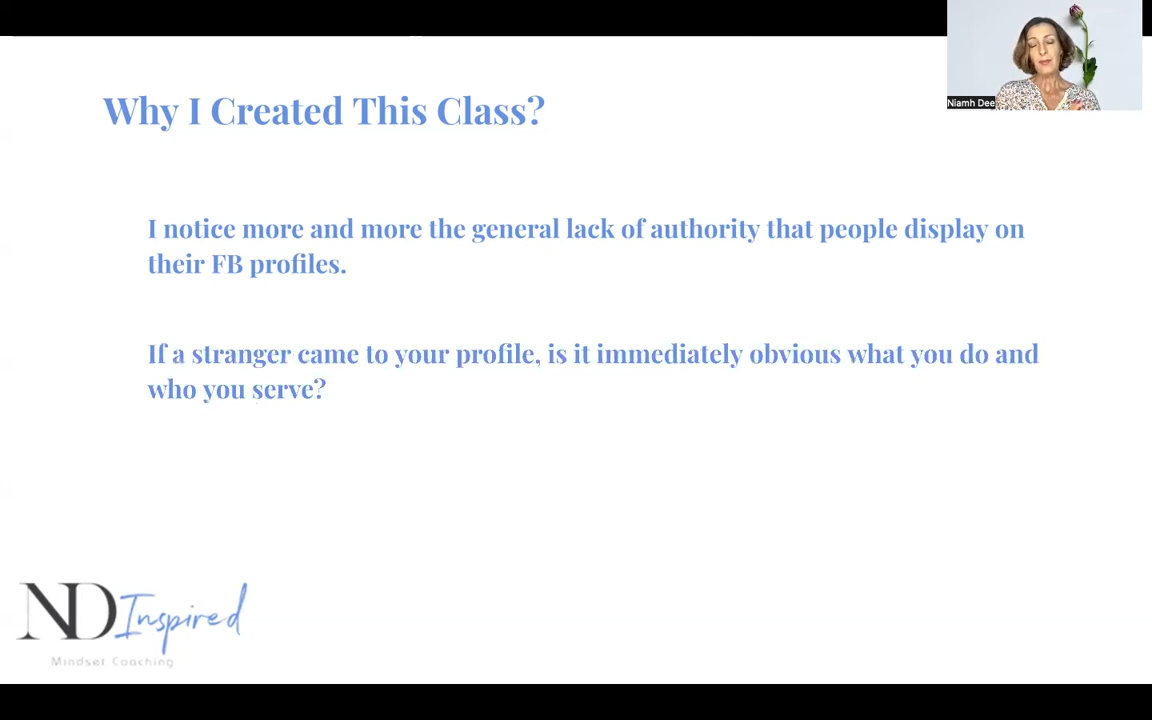 Niamh Dee
Why I Created This Class?
I notice more and more the general lack of authority that people display on
their FB profiles.
If a stranger came to your profile, is it immediately obvious what you do and
who you serve?
ND Inspired
Mindset Coaching